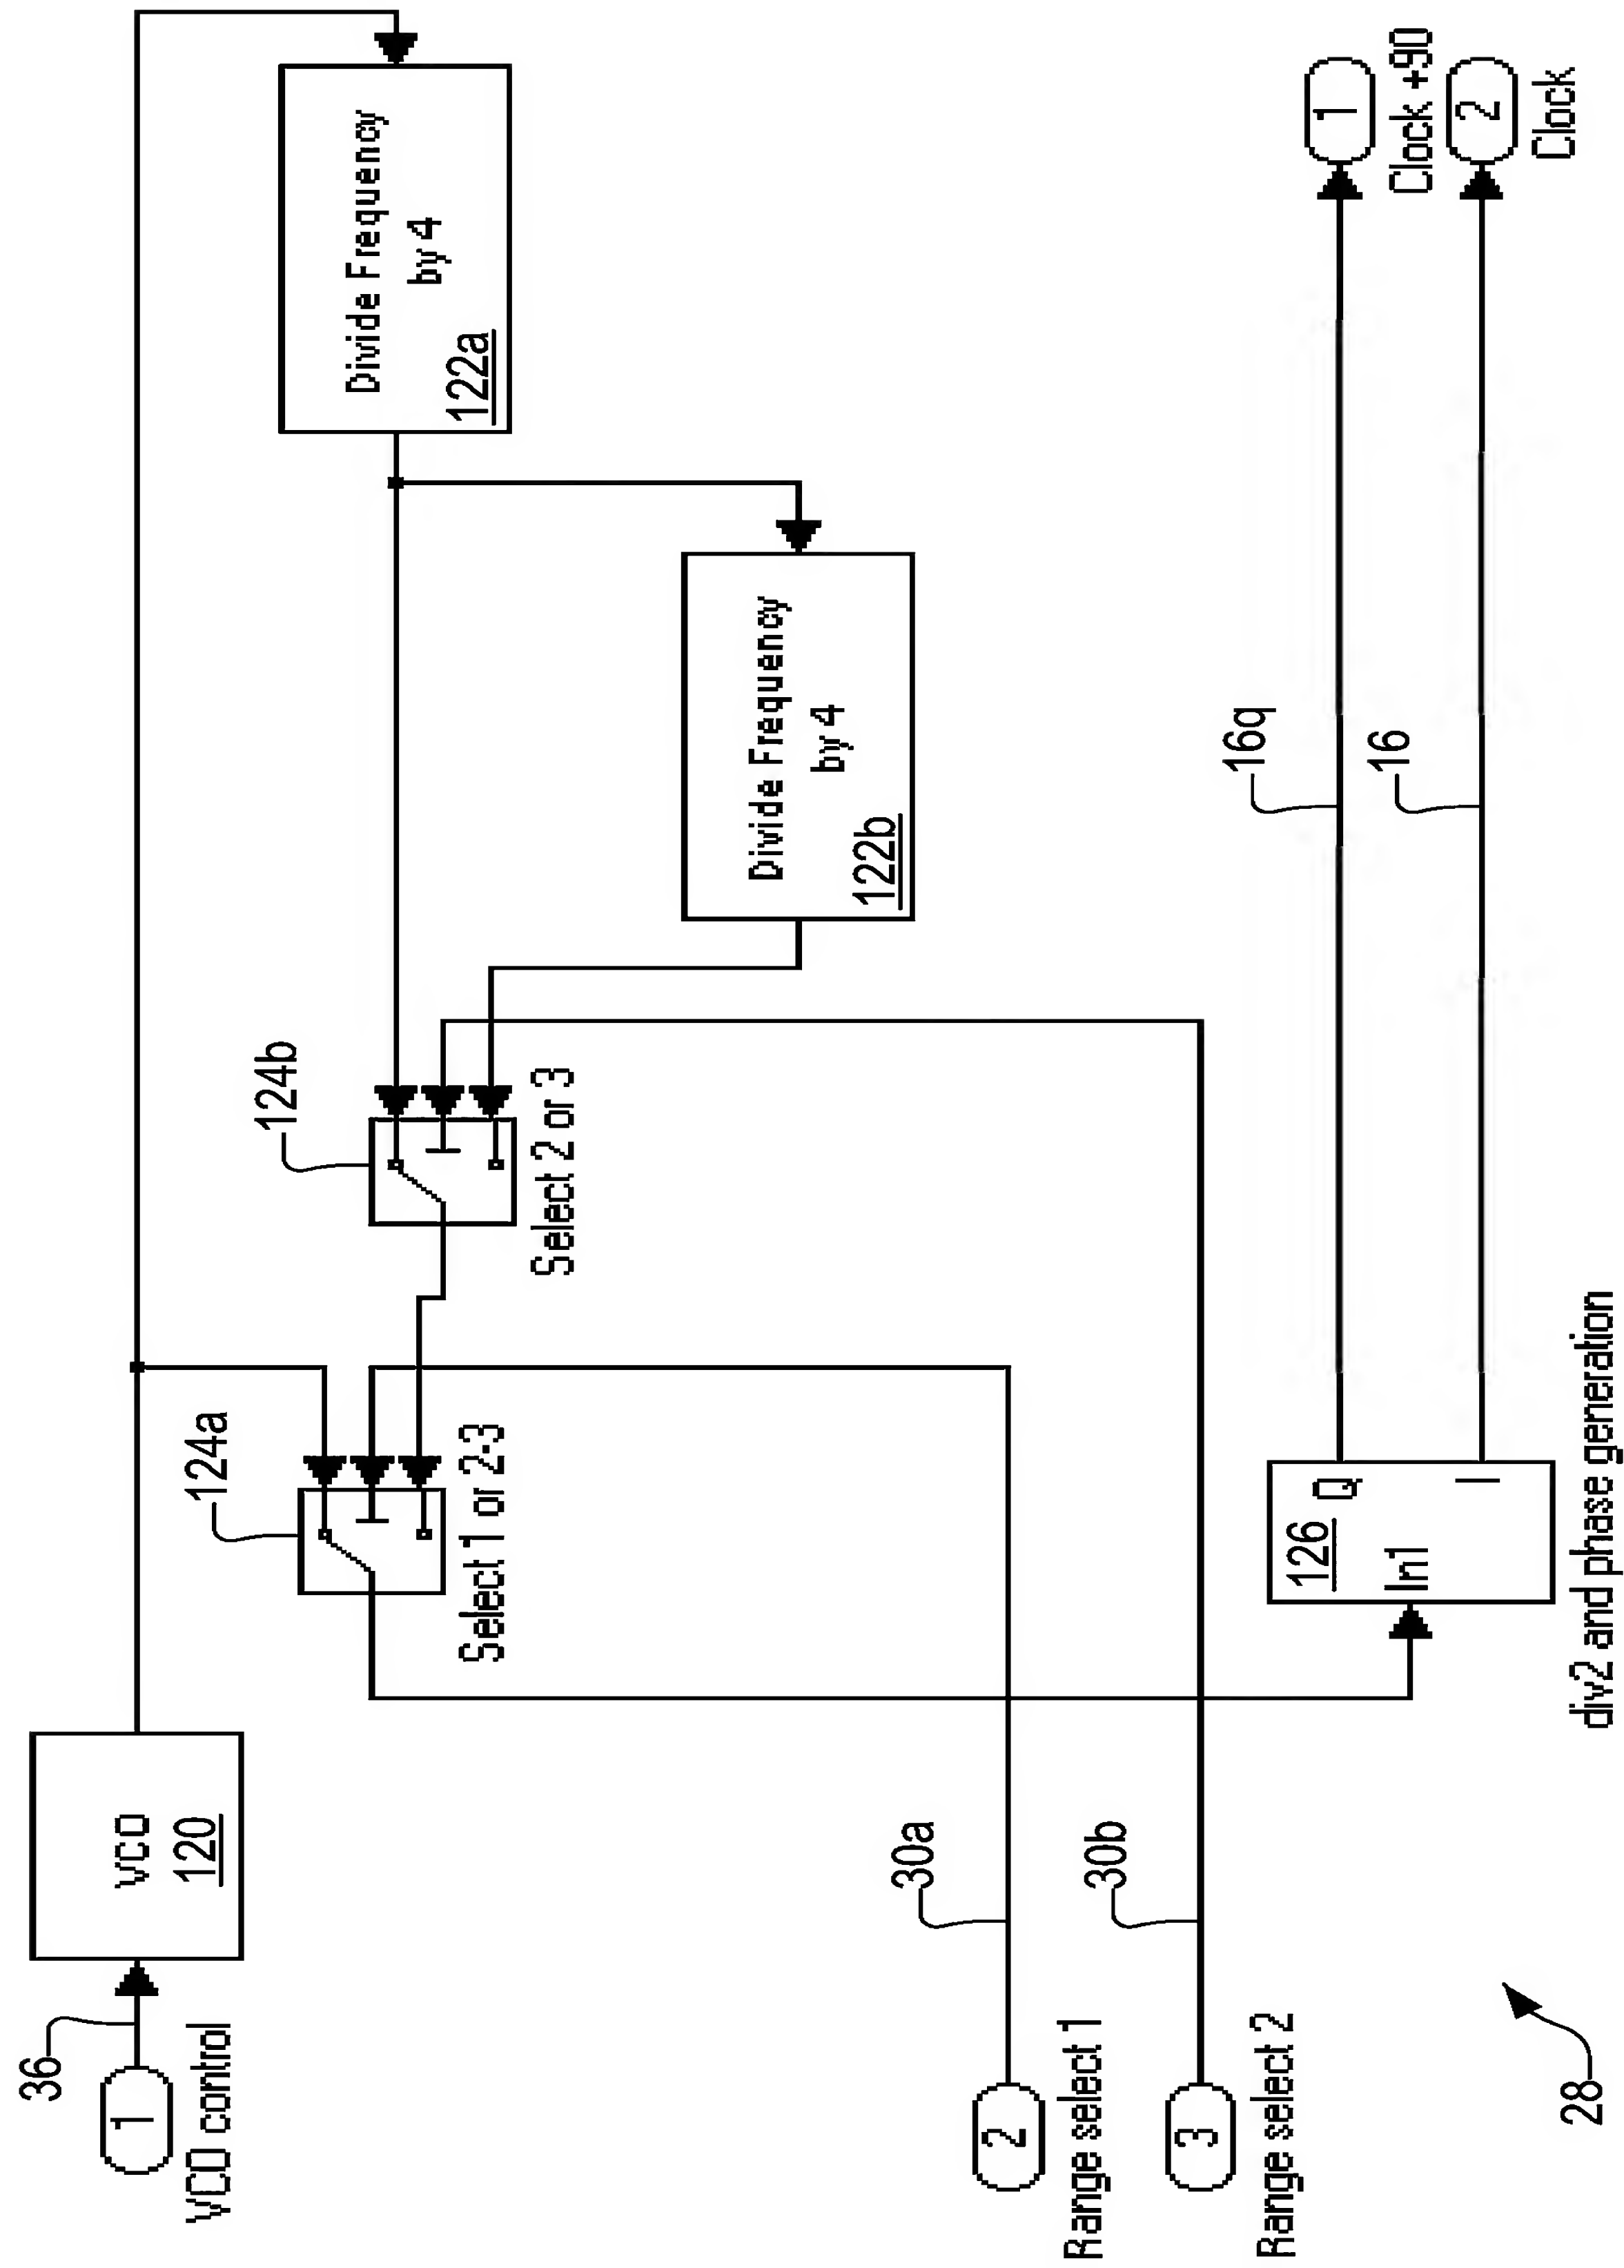 36
1
VCO control
VCO
120
124a
Select 1 or 2-3
124b
Select 2 or 3
Divide Frequency
by 4
122a
Divide Frequency
by 4
122b
2
Range select 1
30a
3
Range select 2
30b
126
In1
Q
I
div2 and phase generation
16q
16
1
Clock +90
2
Clock
28